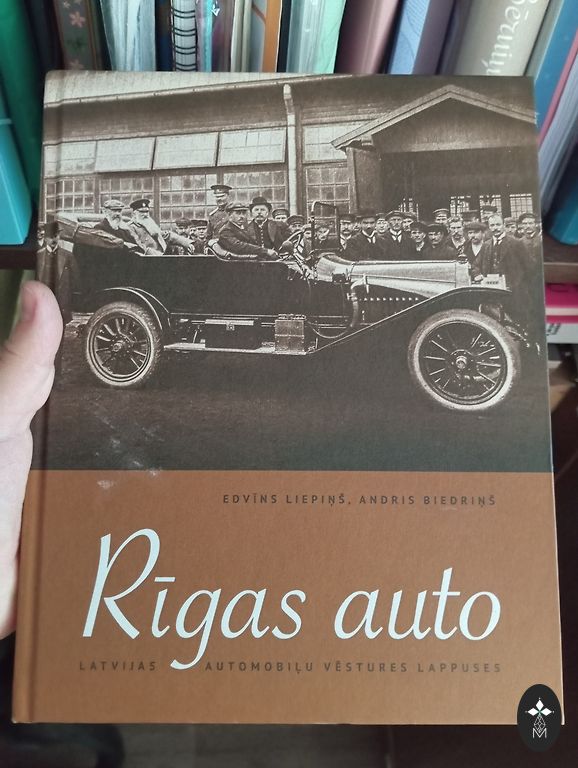 EDVĪNS LIEPIŅŠ, ANDRIS BIEDRIŅŠ
Rīgas auto
LATVIJAS AUTOMOBIĻU VĒSTURES LAPPUSES
M